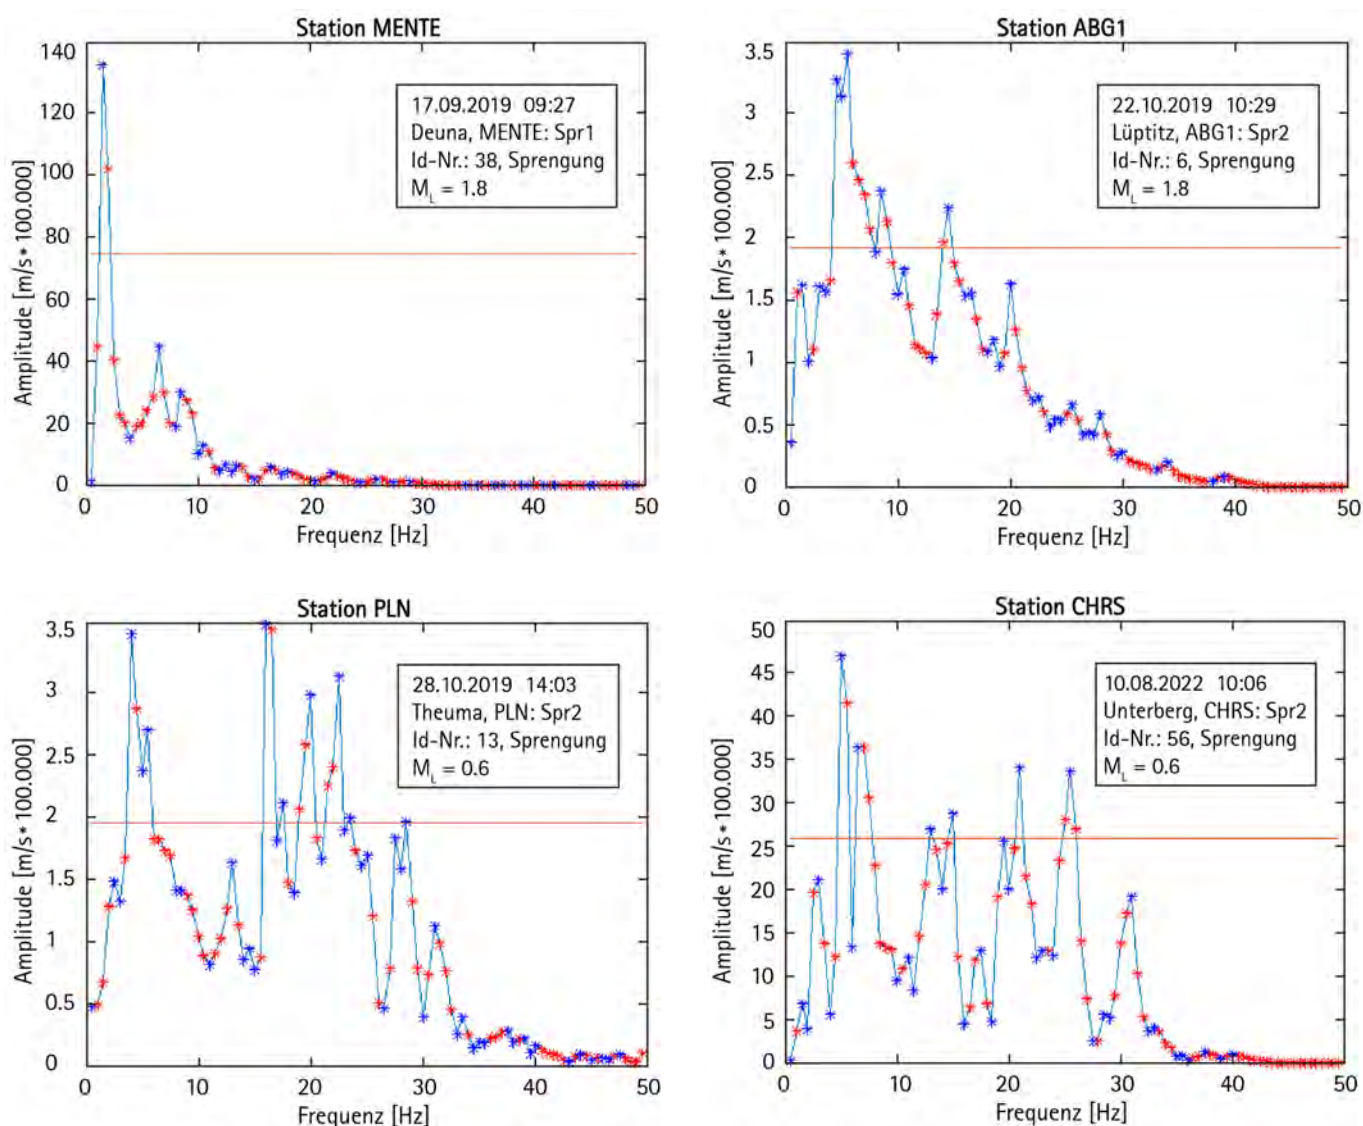 Station MENTE
140
120
100
80
60
40
20
0
Amplitude [m/s*100.000]
17.09.2019 09:27
Deuna, MENTE: Spr1
Id-Nr.: 38, Sprengung
M_L = 1.8
0 10 20 30 40 50
Frequenz [Hz]
Station ABG1
3.5
3
2.5
2
1.5
1
0.5
0
Amplitude [m/s*100.000]
22.10.2019 10:29
Lüptitz, ABG1: Spr2
Id-Nr.: 6, Sprengung
M_L = 1.8
0 10 20 30 40 50
Frequenz [Hz]
Station PLN
3.5
3
2.5
2
1.5
1
0.5
0
Amplitude [m/s*100.000]
28.10.2019 14:03
Theuma, PLN: Spr2
Id-Nr.: 13, Sprengung
M_L = 0.6
0 10 20 30 40 50
Frequenz [Hz]
Station CHRS
50
45
40
35
30
25
20
15
10
5
0
Amplitude [m/s*100.000]
10.08.2022 10:06
Unterberg, CHRS: Spr2
Id-Nr.: 56, Sprengung
M_L = 0.6
0 10 20 30 40 50
Frequenz [Hz]